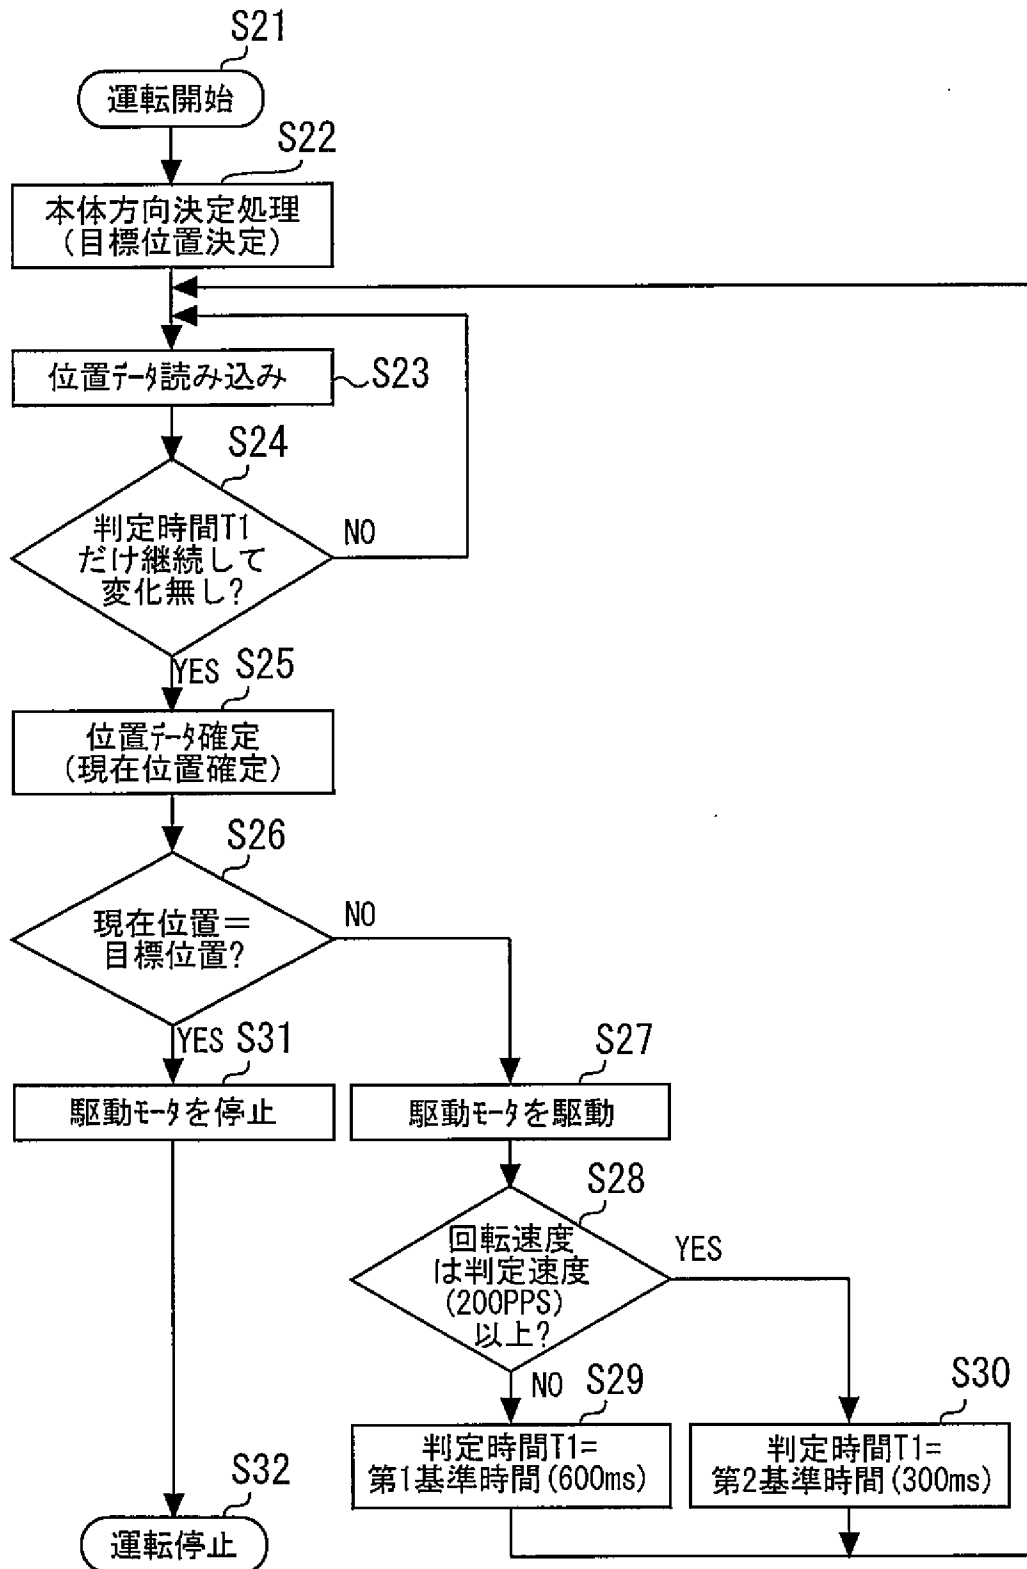 S21
運転開始
S22
本体方向決定処理
(目標位置決定)
位置データ読み込み
S23
S24
判定時間T1
だけ継続して
変化無し?
NO
YES
S25
位置データ確定
(現在位置確定)
S26
現在位置=
目標位置?
NO
YES
S31
駆動モータを停止
S27
駆動モータを駆動
S28
回転速度
は判定速度
(200PPS)
以上?
YES
NO
S29
判定時間T1=
第1基準時間(600ms)
S30
判定時間T1=
第2基準時間(300ms)
S32
運転停止